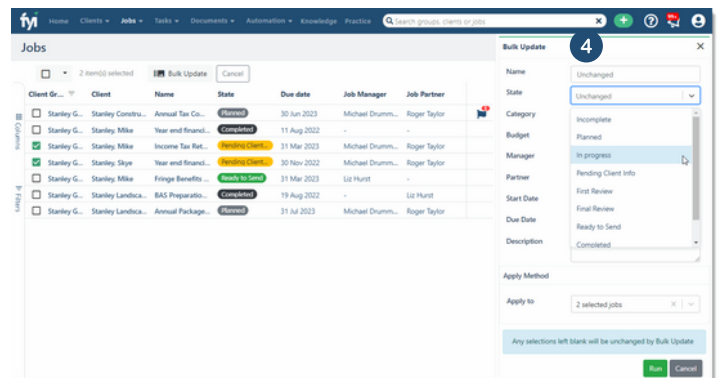 fyi Home Clients Jobs Tasks Documents Automation Knowledge Practice Search groups, clients or jobs
Jobs
2 item(s) selected Bulk Update Cancel
Client Gr... Client Name State Due date Job Manager Job Partner
Stanley G... Stanley Constru... Annual Tax Co... Planned 30 Jun 2023 Michael Drumm... Roger Taylor
Stanley G... Stanley, Mike Year end financi... Completed 11 Aug 2022 - -
Stanley G... Stanley, Mike Income Tax Ret... Pending Client... 31 Mar 2023 Michael Drumm... Roger Taylor
Stanley G... Stanley, Skye Year end financi... Pending Client... 30 Nov 2022 Michael Drumm... Roger Taylor
Stanley G... Stanley, Mike Fringe Benefits ... Ready to Send 31 Mar 2023 Liz Hurst -
Stanley G... Stanley Landsca... BAS Preparatio... Completed 19 Aug 2022 - Liz Hurst
Stanley G... Stanley Landsca... Annual Package... Planned 31 Jul 2023 Michael Drumm... Roger Taylor
Columns
Filters
Bulk Update
4
Name Unchanged
State Unchanged
Category
Budget
Manager
Partner
Start Date
Due Date
Description
Incomplete
Planned
In progress
Pending Client Info
First Review
Final Review
Ready to Send
Completed
Apply Method
Apply to 2 selected jobs
Any selections left blank will be unchanged by Bulk Update
Run Cancel